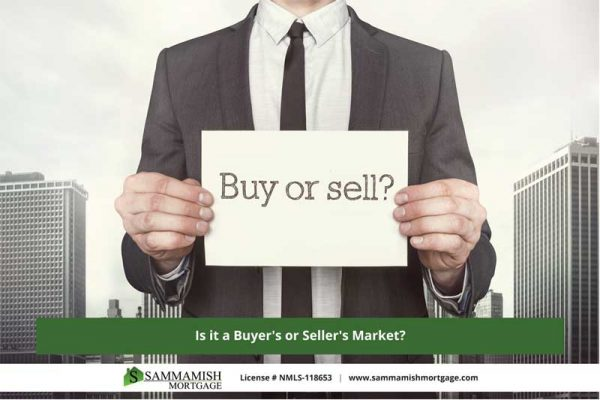 Buy or sell?
Is it a Buyer's or Seller's Market?
SAMMAMISH
MORTGAGE
License # NMLS-118653 | www.sammamishmortgage.com